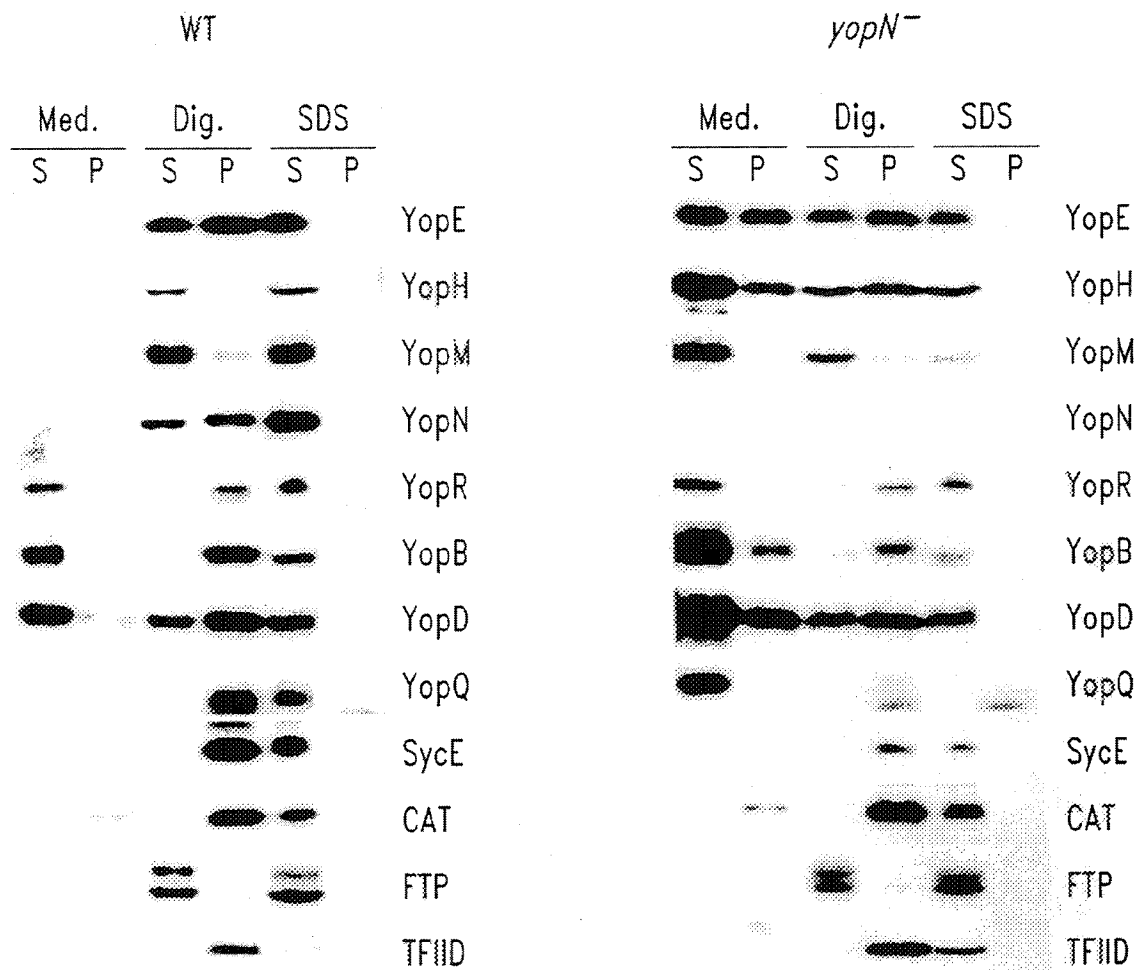 WT yopN⁻
Med. Dig. SDS Med. Dig. SDS
S P S P S P S P S P S P
YopE YopE
YopH YopH
YopM YopM
YopN YopN
YopR YopR
YopB YopB
YopD YopD
YopQ YopQ
SycE SycE
CAT CAT
FTP FTP
TFIID TFIID